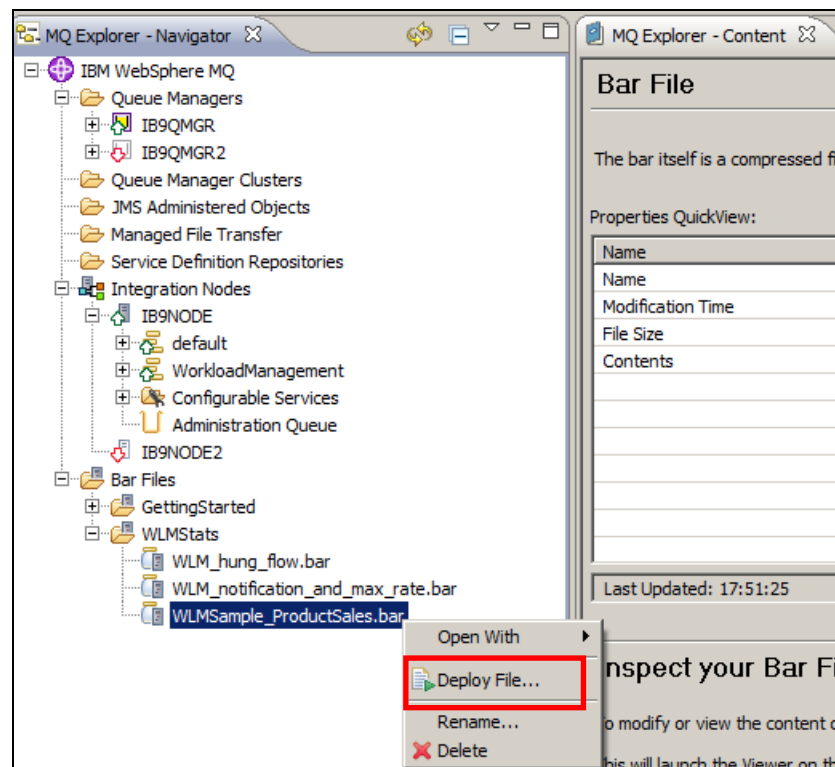 MQ Explorer - Navigator
IBM WebSphere MQ
Queue Managers
IB9QMGR
IB9QMGR2
Queue Manager Clusters
JMS Administered Objects
Managed File Transfer
Service Definition Repositories
Integration Nodes
IB9NODE
default
WorkloadManagement
Configurable Services
Administration Queue
IB9NODE2
Bar Files
GettingStarted
WLMStats
WLM_hung_flow.bar
WLM_notification_and_max_rate.bar
WLMSample_ProductSales.bar
Open With
Deploy File...
Rename...
Delete
MQ Explorer - Content
Bar File
The bar itself is a compressed fi
Properties QuickView:
Name
Name
Modification Time
File Size
Contents
Last Updated: 17:51:25
nspect your Bar Fi
o modify or view the content o
his will launch the Viewer on th